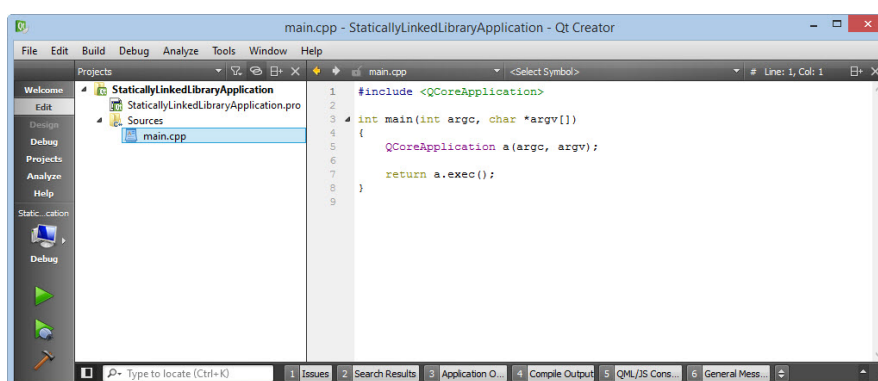 main.cpp - StaticallyLinkedLibraryApplication - Qt Creator
File Edit Build Debug Analyze Tools Window Help
Projects main.cpp <Select Symbol> # Line: 1, Col: 1
Welcome
Edit
Design
Debug
Projects
Analyze
Help
Static...cation
Debug
StaticallyLinkedLibraryApplication
StaticallyLinkedLibraryApplication.pro
Sources
main.cpp
1 #include <QCoreApplication>
2
3 int main(int argc, char *argv[])
4 {
5 QCoreApplication a(argc, argv);
6
7 return a.exec();
8 }
9
Type to locate (Ctrl+K) 1 Issues 2 Search Results 3 Application O... 4 Compile Output 5 QML/JS Cons... 6 General Mess...